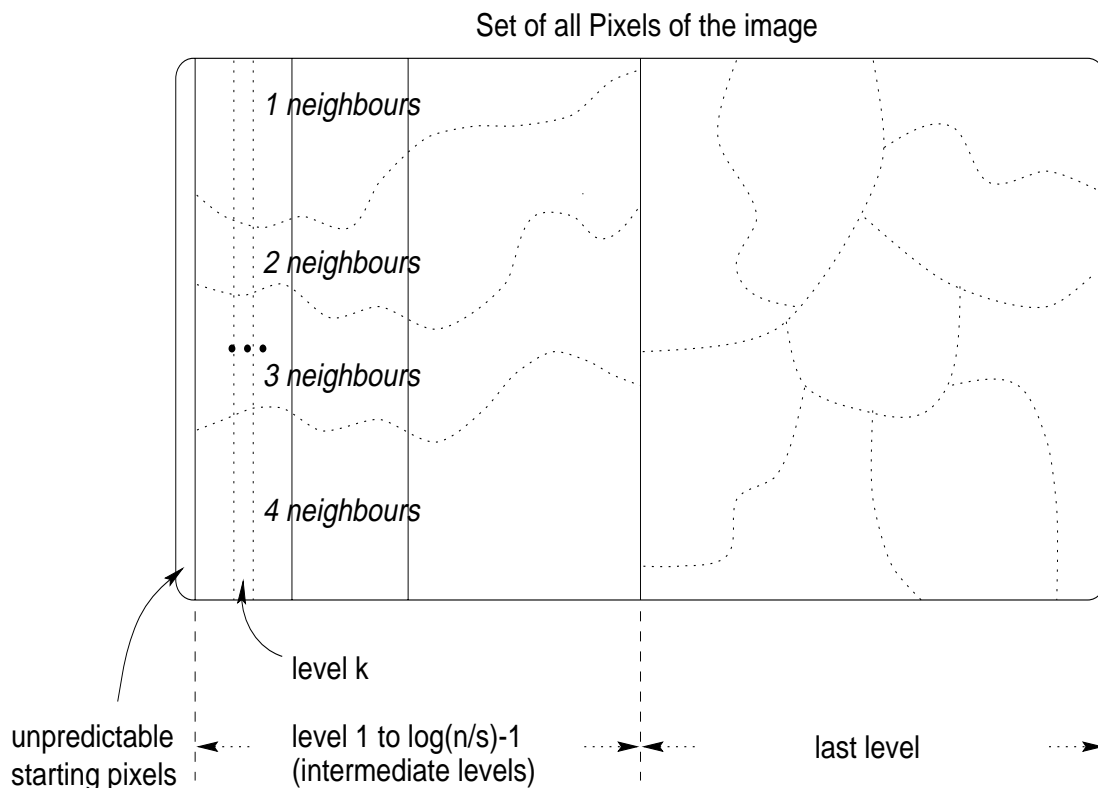 Set of all Pixels of the image
1 neighbours
2 neighbours
3 neighbours
4 neighbours
level k
unpredictable
starting pixels
level 1 to log(n/s)-1
(intermediate levels)
last level